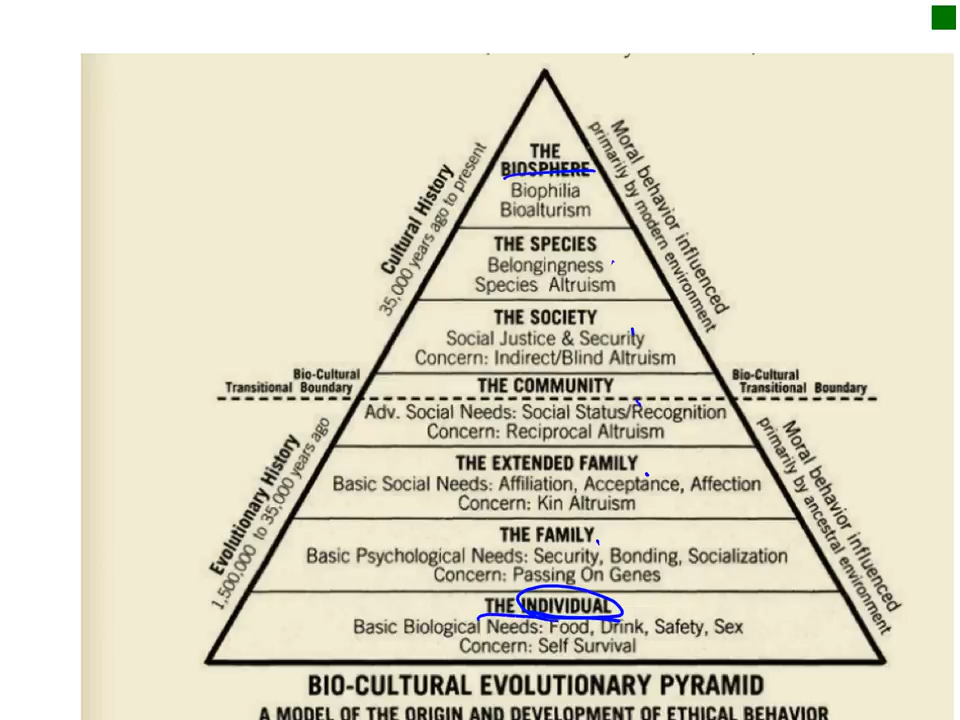 THE
BIOSPHERE
Biophilia
Bioalturism
THE SPECIES
Belongingness
Species Altruism
THE SOCIETY
Social Justice & Security
Concern: Indirect/Blind Altruism
THE COMMUNITY
Adv. Social Needs: Social Status/Recognition
Concern: Reciprocal Altruism
THE EXTENDED FAMILY
Basic Social Needs: Affiliation, Acceptance, Affection
Concern: Kin Altruism
THE FAMILY
Basic Psychological Needs: Security, Bonding, Socialization
Concern: Passing On Genes
THE INDIVIDUAL
Basic Biological Needs: Food, Drink, Safety, Sex
Concern: Self Survival
Cultural History
35,000 years ago to present
Moral behavior influenced
primarily by modern environment
Bio-Cultural
Transitional Boundary
Bio-Cultural
Transitional Boundary
Evolutionary History
1,500,000 to 35,000 years ago
Moral behavior influenced
primarily by ancestral environment
BIO-CULTURAL EVOLUTIONARY PYRAMID
A MODEL OF THE ORIGIN AND DEVELOPMENT OF ETHICAL BEHAVIOR